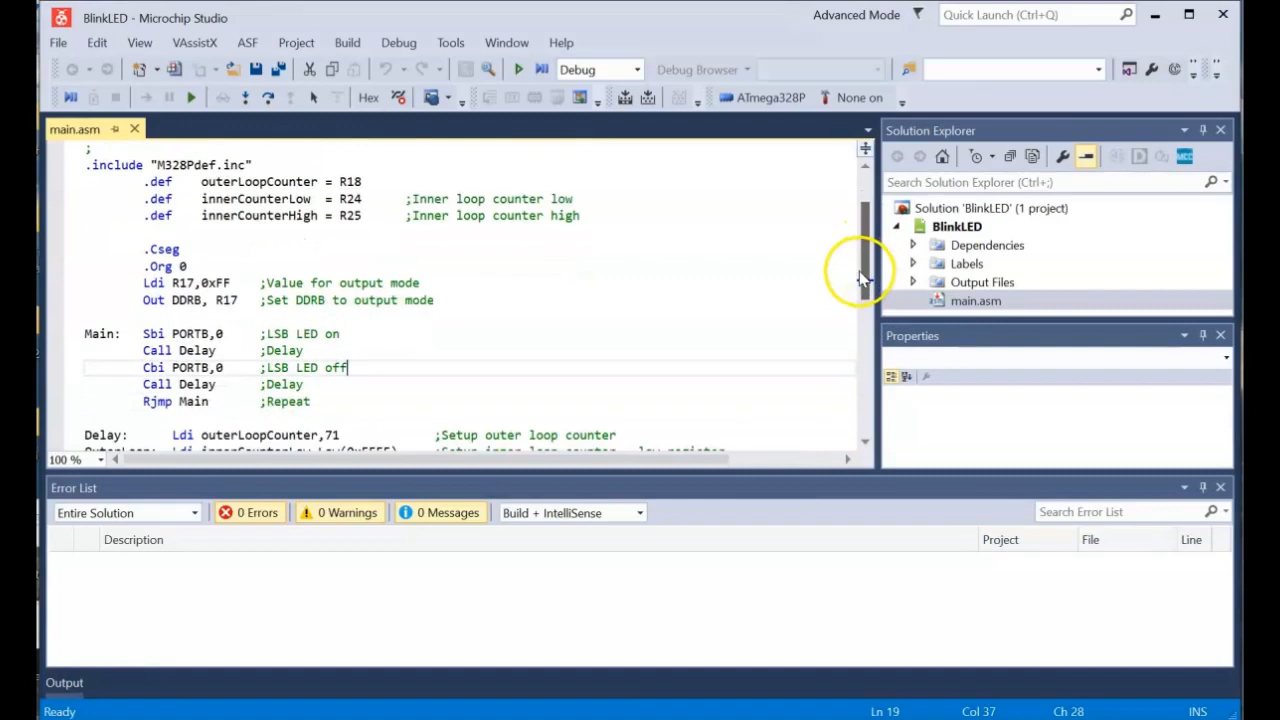 BlinkLED - Microchip Studio
Advanced Mode
Quick Launch (Ctrl+Q)
File Edit View VAssistX ASF Project Build Debug Tools Window Help
Debug
Debug Browser
Hex
ATmega328P
None on
main.asm
;
.include "M328Pdef.inc"
.def outerLoopCounter = R18
.def innerCounterLow = R24 ;Inner loop counter low
.def innerCounterHigh = R25 ;Inner loop counter high
.Cseg
.Org 0
Ldi R17,0xFF ;Value for output mode
Out DDRB, R17 ;Set DDRB to output mode
Main: Sbi PORTB,0 ;LSB LED on
Call Delay ;Delay
Cbi PORTB,0 ;LSB LED off
Call Delay ;Delay
Rjmp Main ;Repeat
Delay: Ldi outerLoopCounter,71 ;Setup outer loop counter
100 %
Solution Explorer
Search Solution Explorer (Ctrl+;)
Solution 'BlinkLED' (1 project)
BlinkLED
Dependencies
Labels
Output Files
main.asm
Properties
Error List
Entire Solution
0 Errors
0 Warnings
0 Messages
Build + IntelliSense
Search Error List
Description Project File Line
Output
Ready Ln 19 Col 37 Ch 28 INS